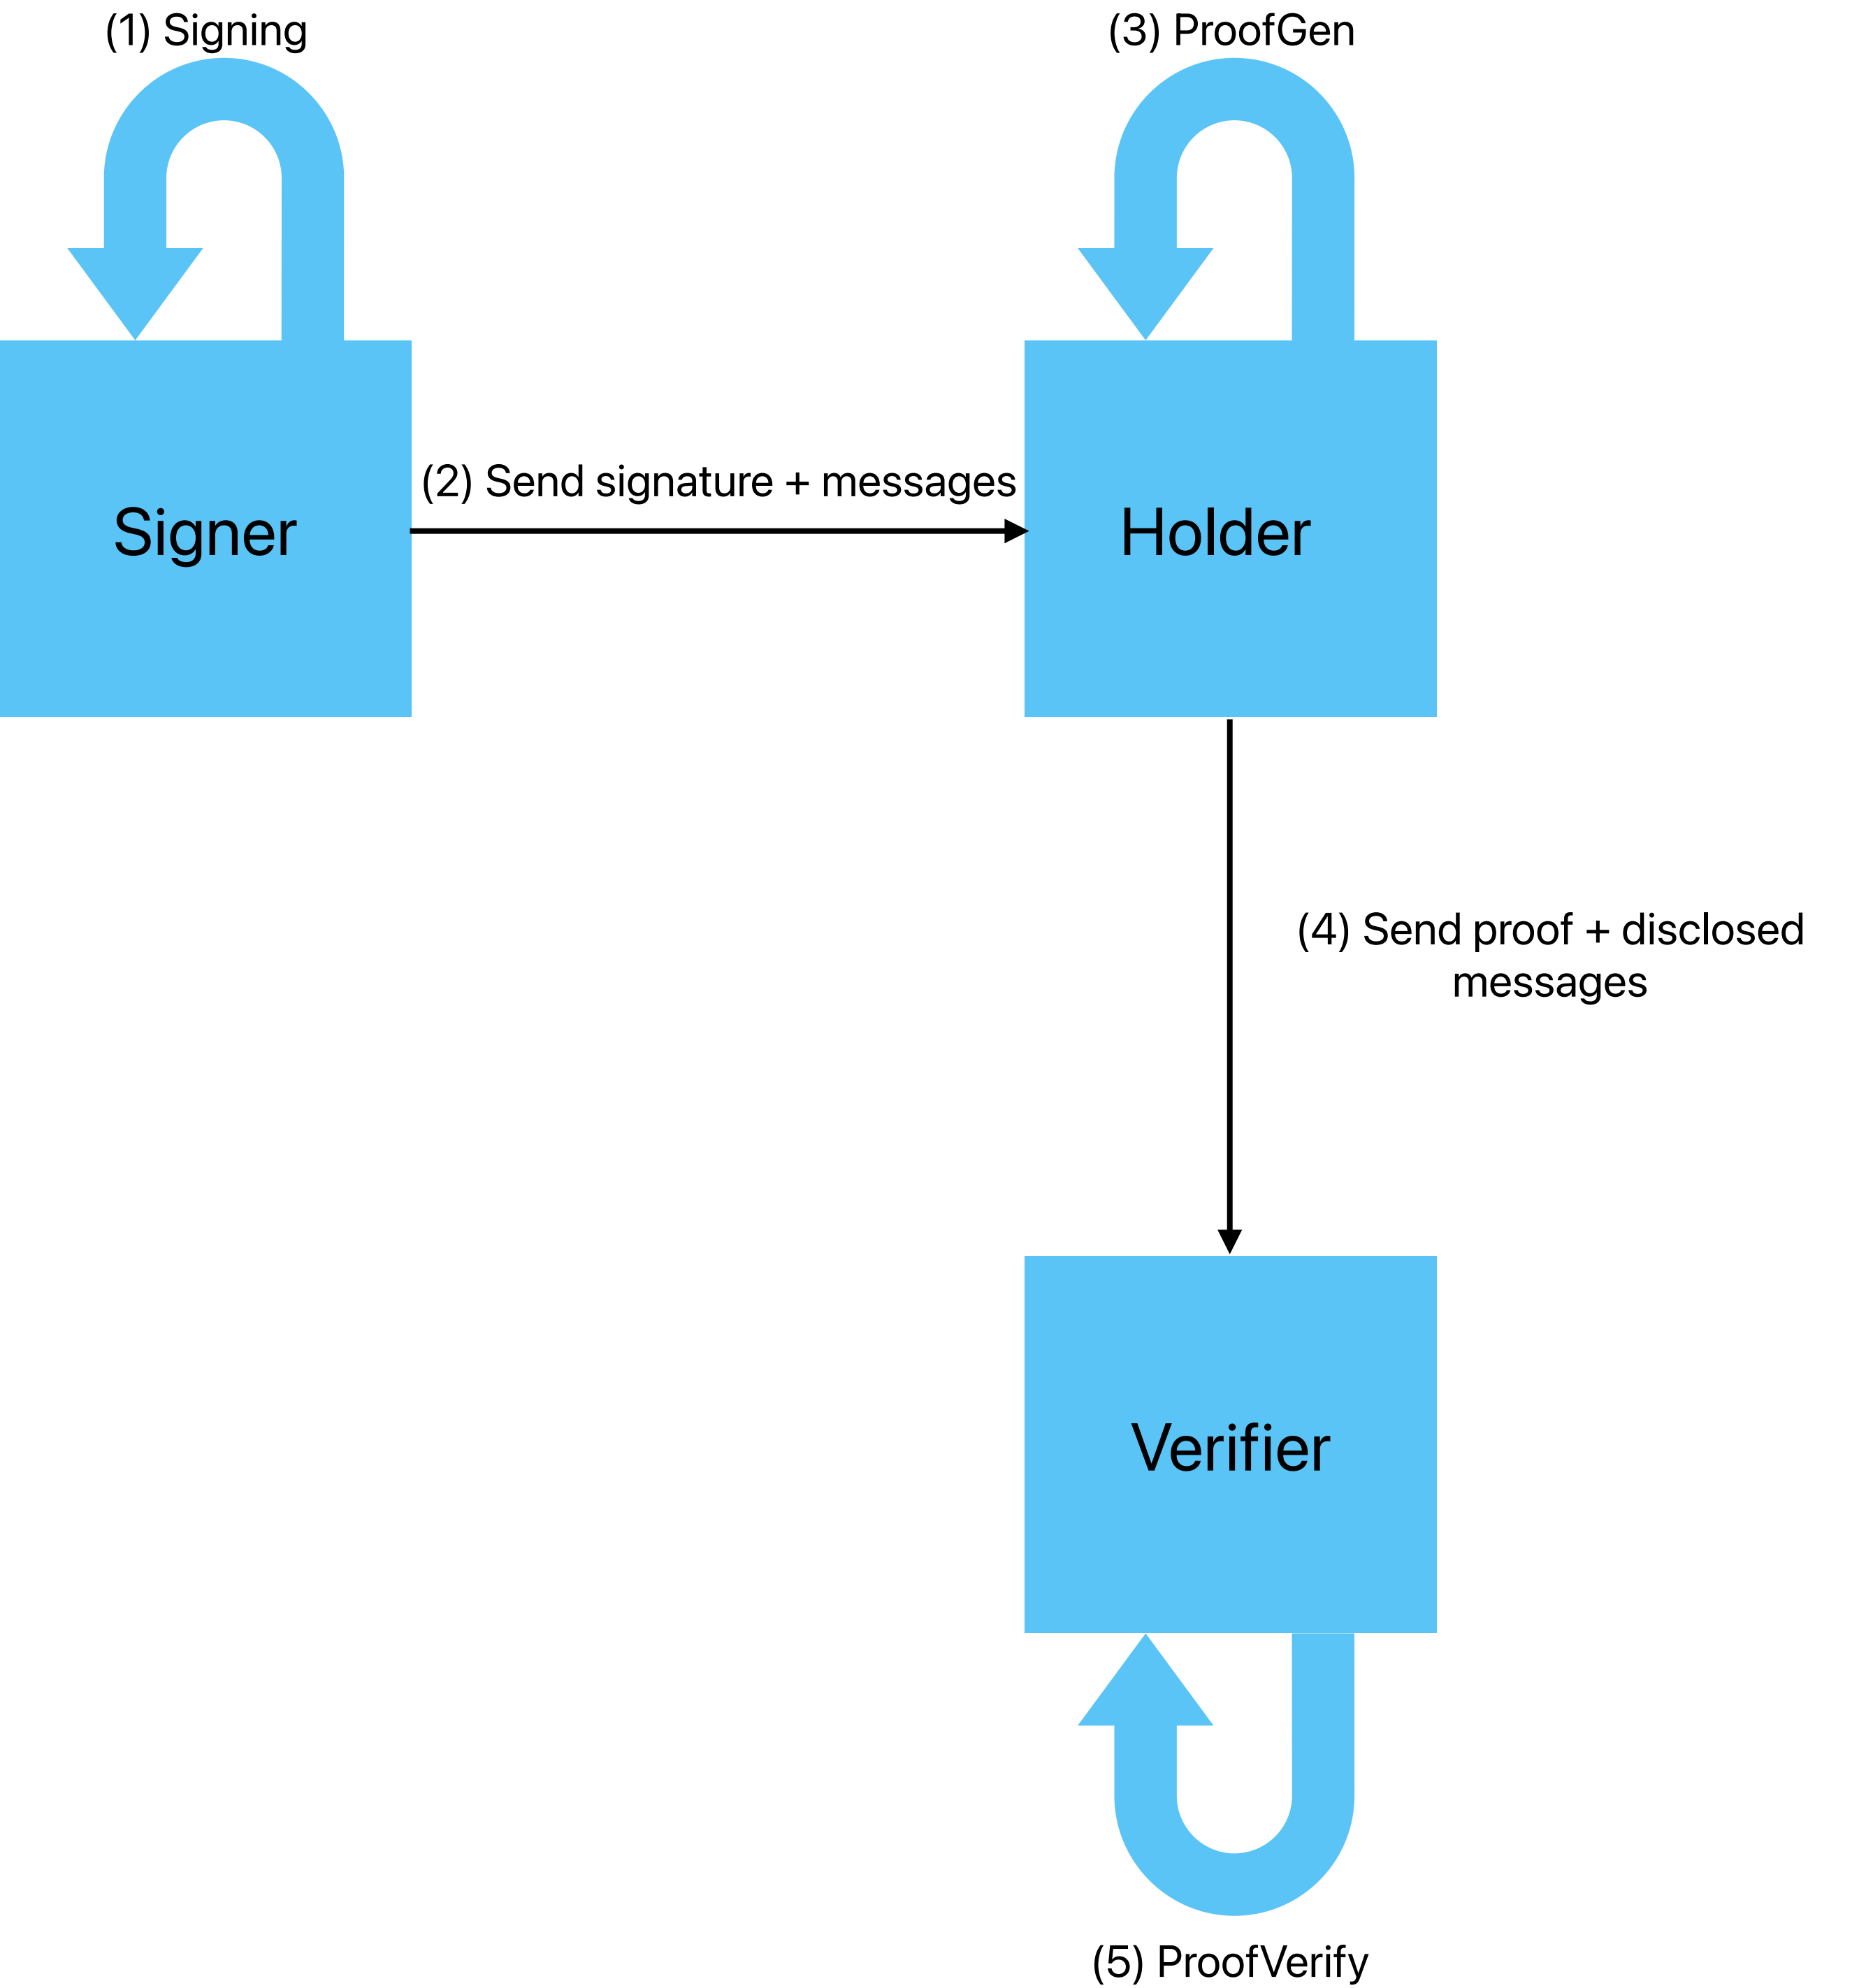 (1) Signing
(3) ProofGen
(2) Send signature + messages
Signer
Holder
(4) Send proof + disclosed
messages
Verifier
(5) ProofVerify